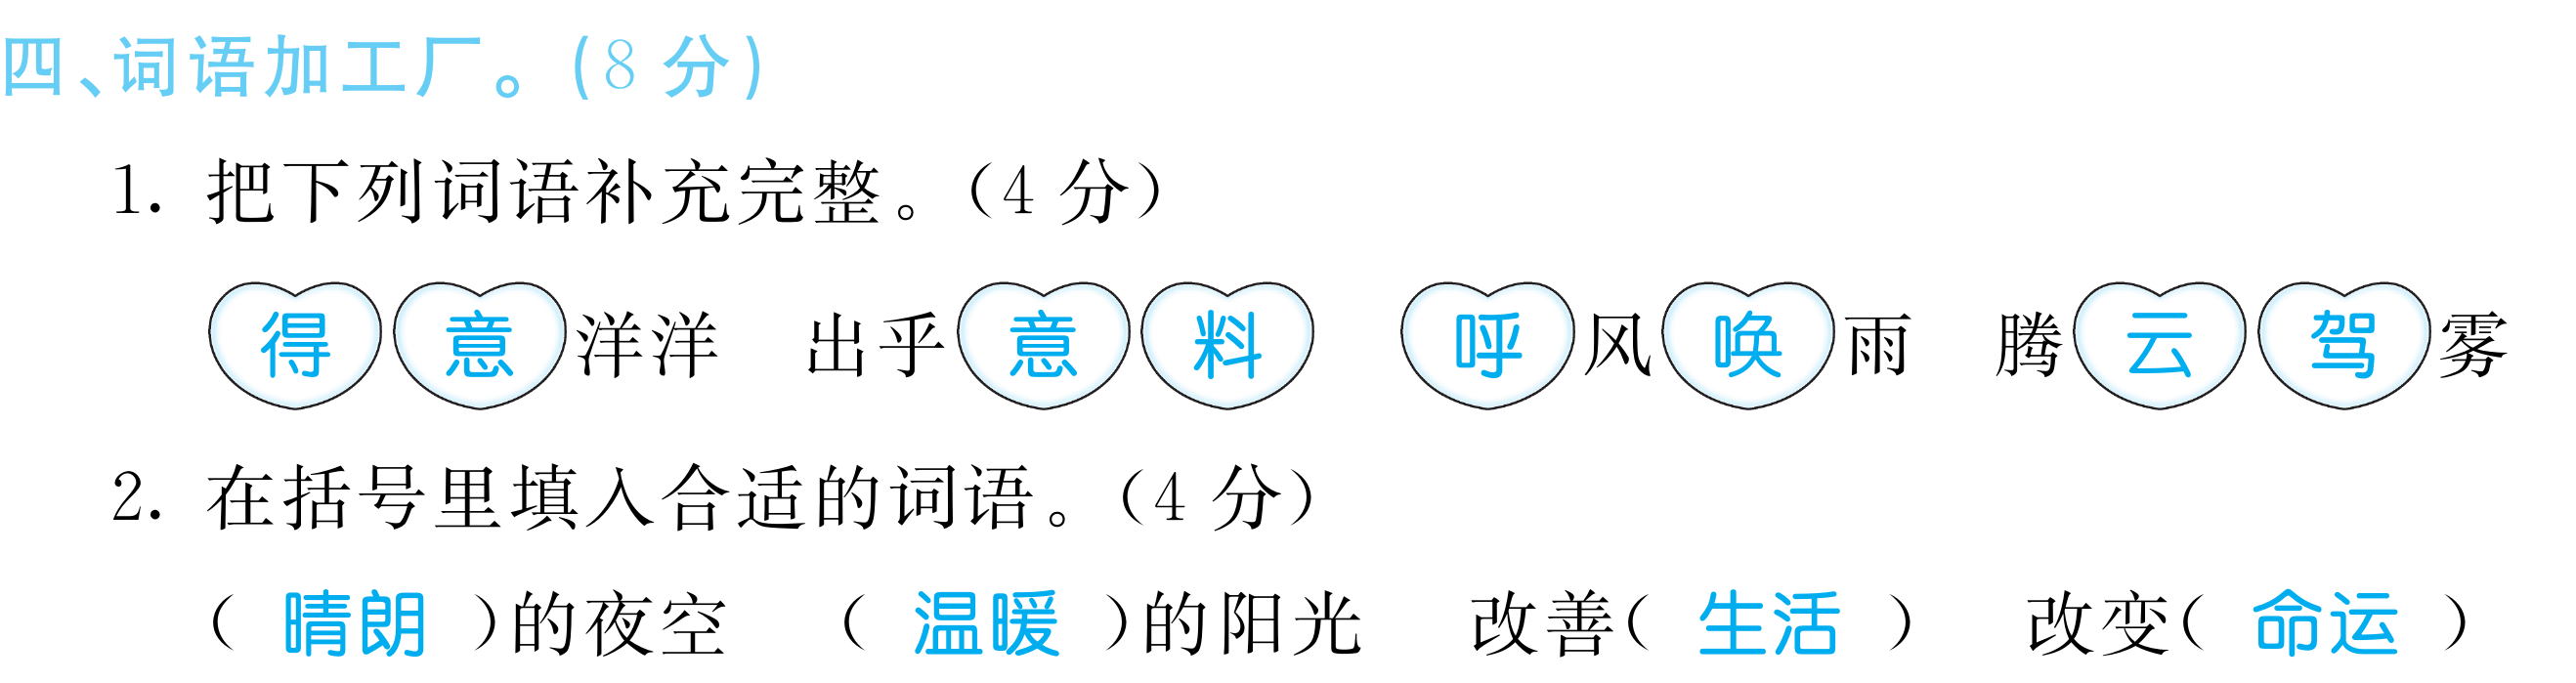 四、词语加工厂。(8 分)
1. 把下列词语补充完整。(4 分)
得意洋洋 出乎意料 呼风唤雨 腾云驾雾
2. 在括号里填入合适的词语。(4 分)
( 晴朗 )的夜空 ( 温暖 )的阳光 改善( 生活 ) 改变( 命运 )